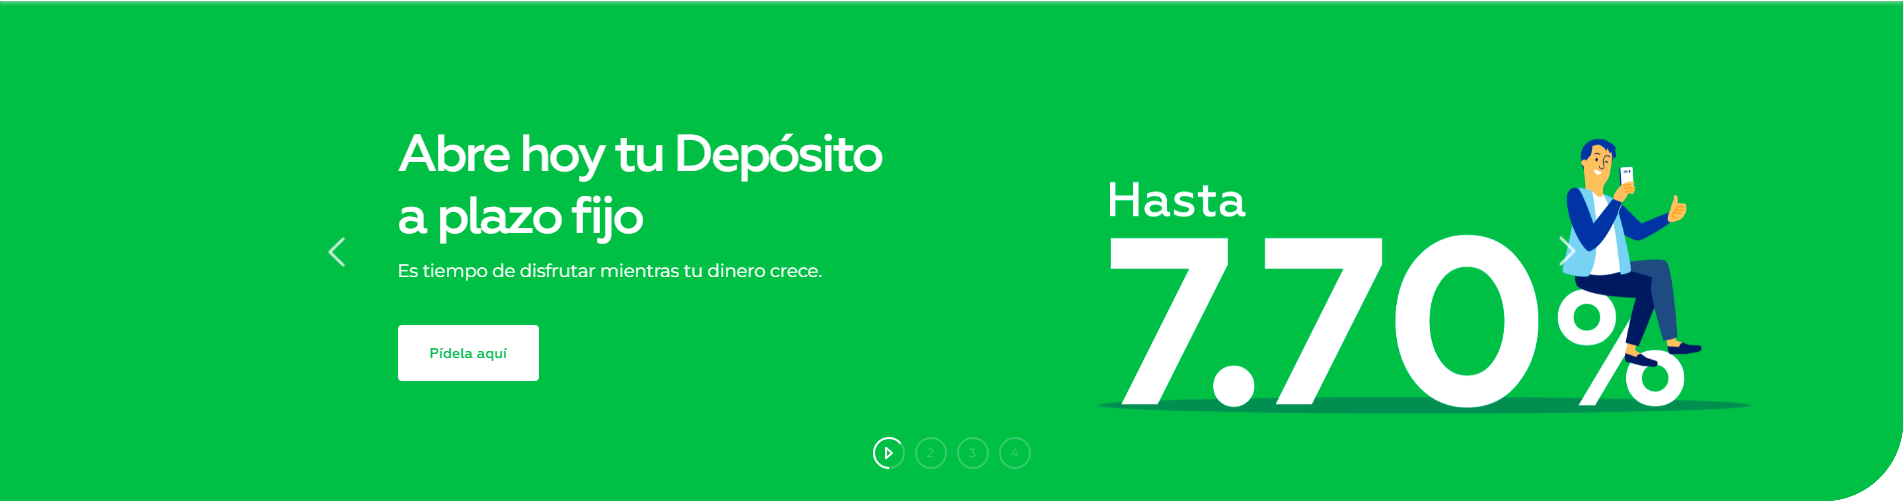 Abre hoy tu Depósito
a plazo fijo
Es tiempo de disfrutar mientras tu dinero crece.
Pídela aquí
Hasta
7.70%
2
3
4